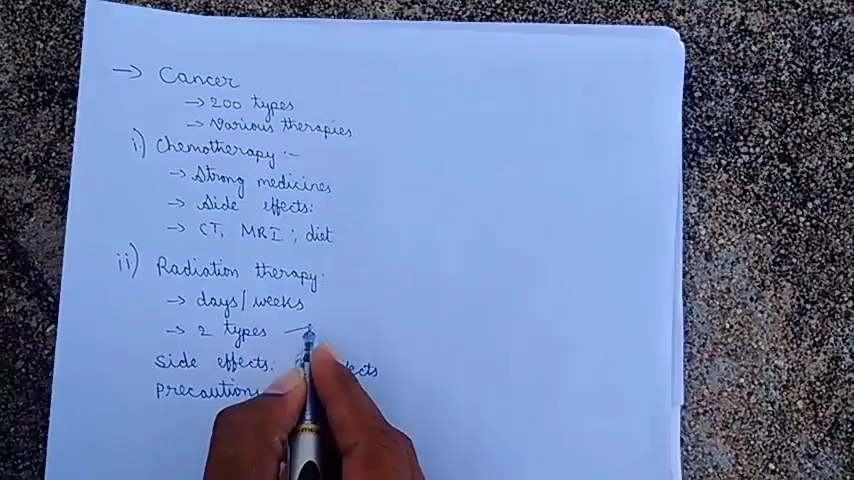 → Cancer
→ 200 types
→ Various therapies
i) Chemotherapy :-
→ Strong medicines
→ Side effects:
→ CT, MRI ; diet
ii) Radiation therapy:
→ days/weeks
→ 2 types
Side effects:
Precautions